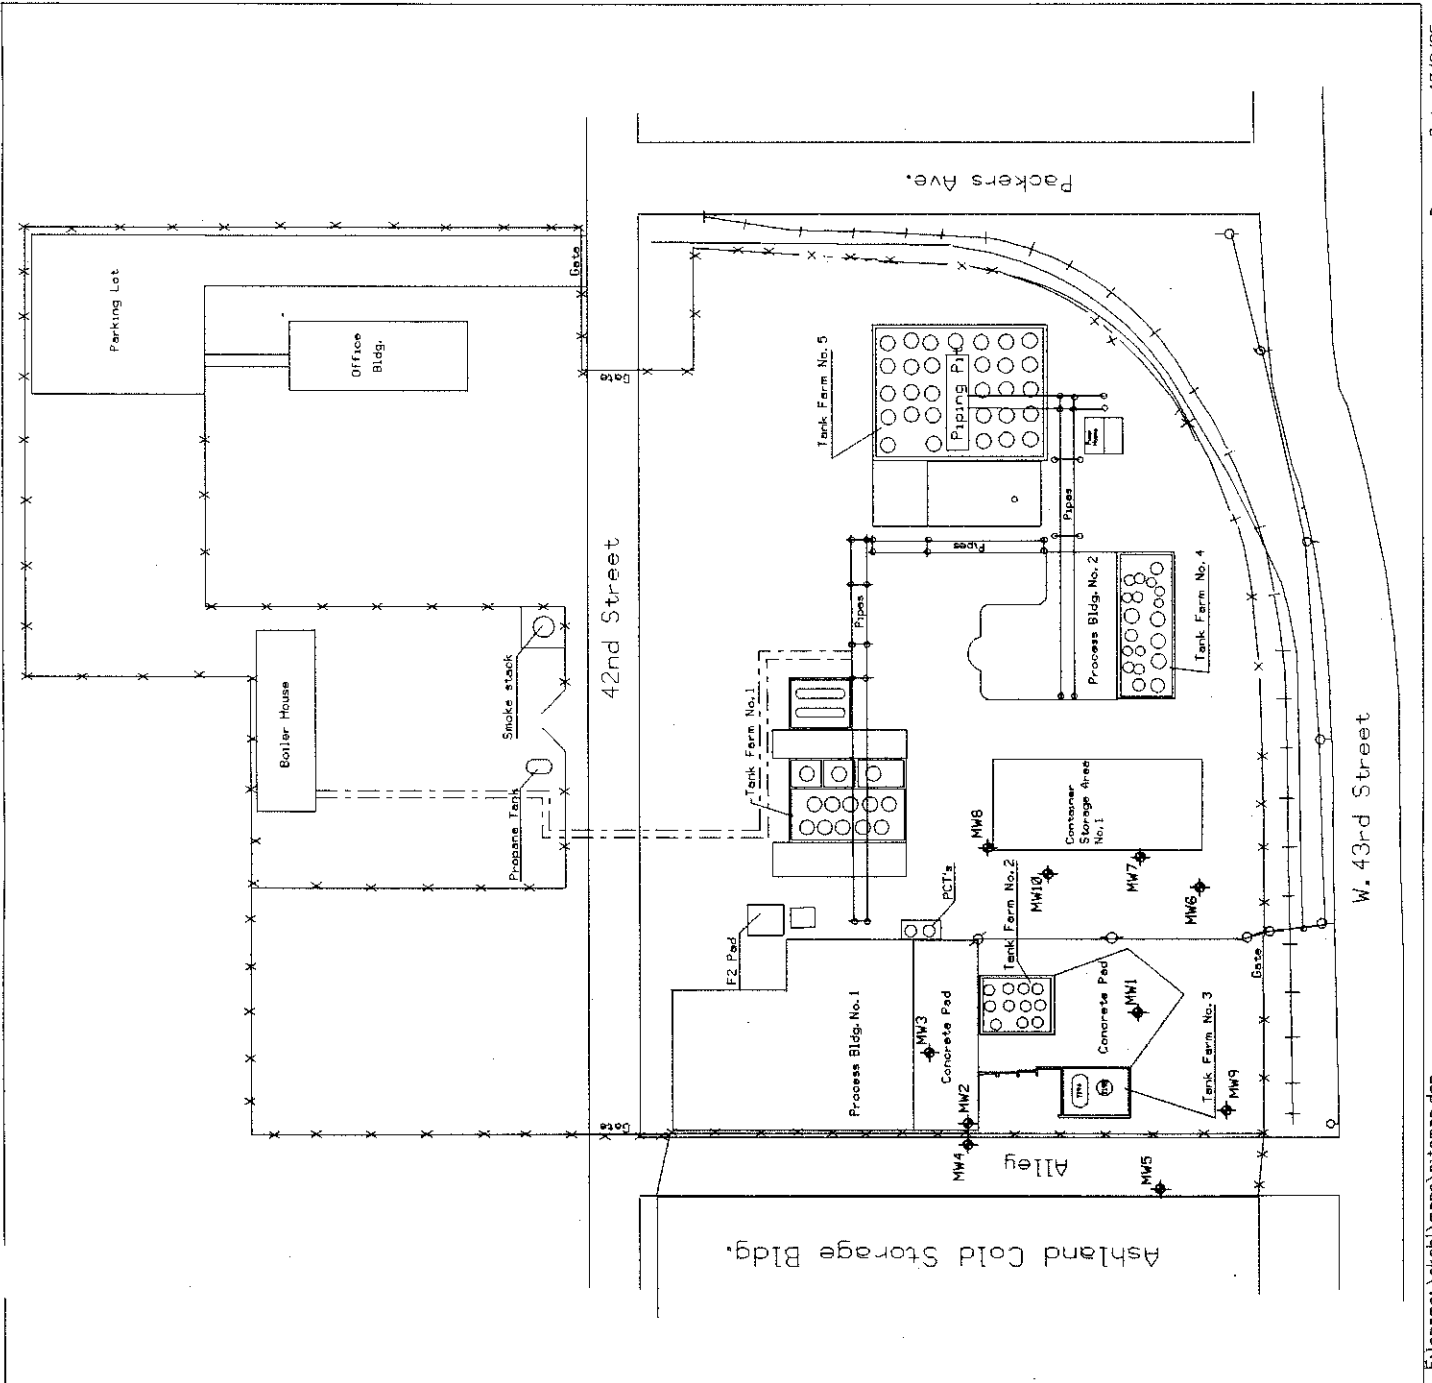 Parking Lot
Office
Bldg.
Gate
Gate
Boiler House
Smoke stack
Propane Tank
42nd Street
Packers Ave.
Tank Farm No. 5
Piping Pit
Pipes
Pipes
Pipes
Process Bldg. No. 2
Tank Farm No. 4
Tank Farm No.1
Container
Storage Area
No.1
MW8
MW10
MW7
MW6
PCT's
F2 Pad
Tank Farm No.2
Process Bldg. No.1
Concrete Pad
MW3
MW2
MW4
Concrete Pad
MW1
Tank Farm No.3
MW9
MW5
Gate
Gate
Alley
W. 43rd Street
Ashland Cold Storage Bldg.